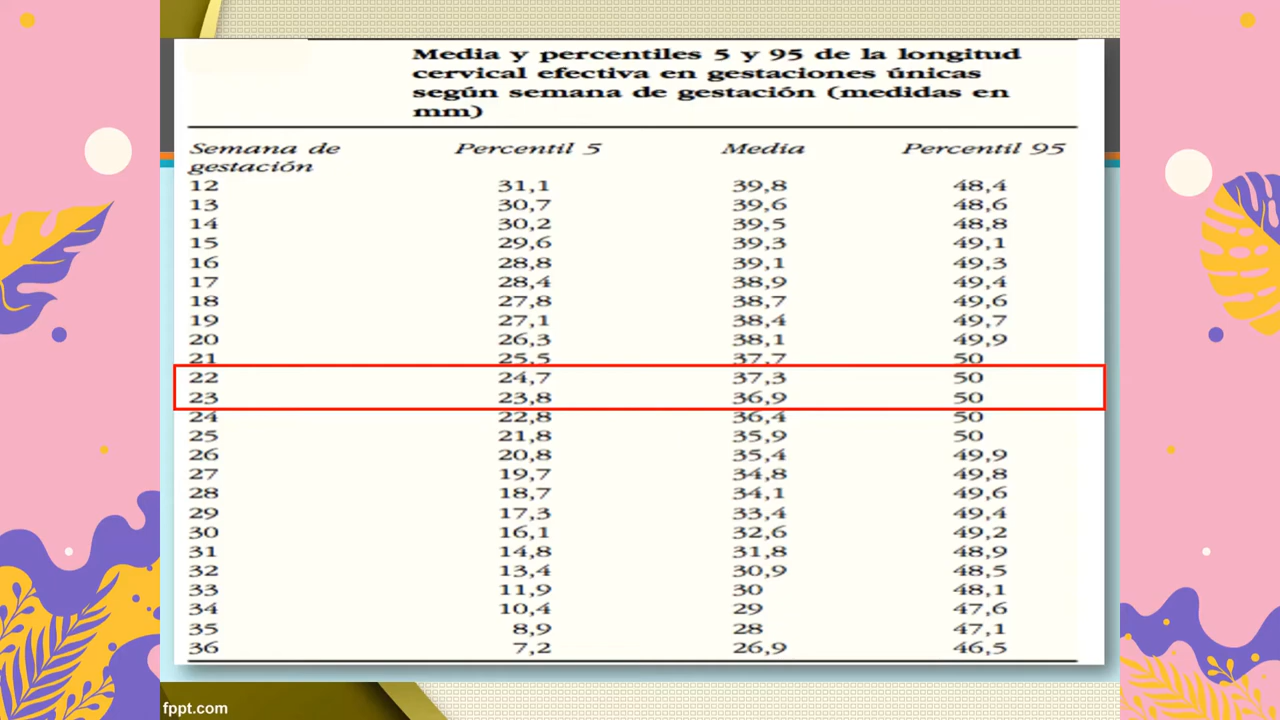 Media y percentiles 5 y 95 de la longitud
cervical efectiva en gestaciones únicas
según semana de gestación (medidas en
mm)
Semana de gestación Percentil 5 Media Percentil 95
12 31,1 39,8 48,4
13 30,7 39,6 48,6
14 30,2 39,5 48,8
15 29,6 39,3 49,1
16 28,8 39,1 49,3
17 28,4 38,9 49,4
18 27,8 38,7 49,6
19 27,1 38,4 49,7
20 26,3 38,1 49,9
21 25,5 37,7 50
22 24,7 37,3 50
23 23,8 36,9 50
24 22,8 36,4 50
25 21,8 35,9 50
26 20,8 35,4 49,9
27 19,7 34,8 49,8
28 18,7 34,1 49,6
29 17,3 33,4 49,4
30 16,1 32,6 49,2
31 14,8 31,8 48,9
32 13,4 30,9 48,5
33 11,9 30 48,1
34 10,4 29 47,6
35 8,9 28 47,1
36 7,2 26,9 46,5
fppt.com